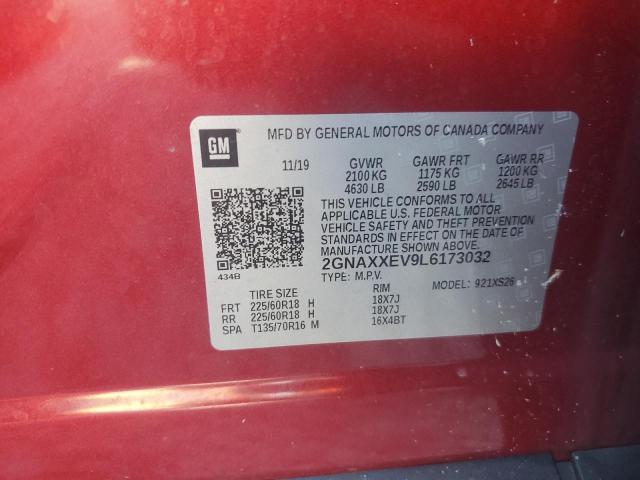 GM
MFD BY GENERAL MOTORS OF CANADA COMPANY
11/19 GVWR GAWR FRT GAWR RR
2100 KG 1175 KG 1200 KG
4630 LB 2590 LB 2645 LB
THIS VEHICLE CONFORMS TO ALL
APPLICABLE U.S. FEDERAL MOTOR
VEHICLE SAFETY AND THEFT PREVENTION
STANDARDS IN EFFECT ON THE DATE OF
MANUFACTURE SHOWN ABOVE.
2GNAXXEV9L6173032
434B TYPE: M.P.V. MODEL: 921XS26
TIRE SIZE RIM
FRT 225/60R18 H 18X7J
RR 225/60R18 H 18X7J
SPA T135/70R16 M 16X4BT